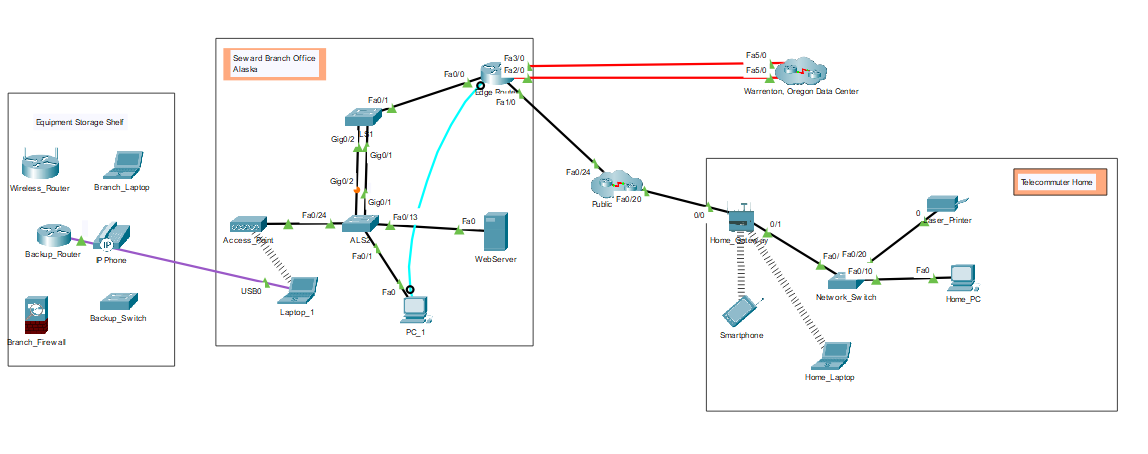 Equipment Storage Shelf
Wireless_Router
Branch_Laptop
Backup_Router
IP Phone
Branch_Firewall
Backup_Switch
Seward Branch Office
Alaska
Fa0/0
Fa3/0
Fa2/0
Edge
Fa1/0
Fa0/1
Gig0/2
Gig0/1
Gig0/2
Gig0/1
Fa0/24
Access_Point
ALS2
Fa0/13
Fa0
WebServer
Fa0/1
Fa0
USB0
Laptop_1
PC_1
Fa5/0
Fa5/0
Warrenton, Oregon Data Center
Fa0/24
Fa0/20
Public
Telecommuter Home
0/0
0/1
Smartphone
Home_Laptop
Fa0/20
Fa0/10
Network_Switch
0
Fa0
Home_PC